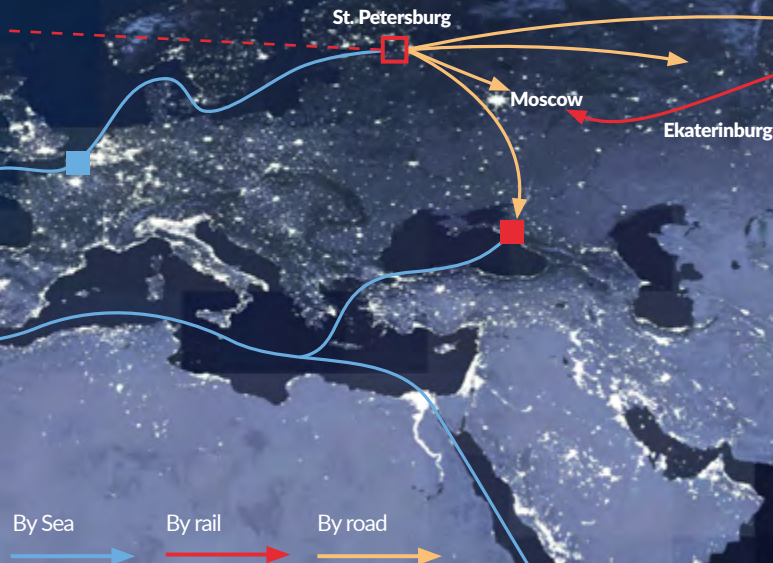 St. Petersburg
Moscow
Ekaterinburg
By Sea
By rail
By road